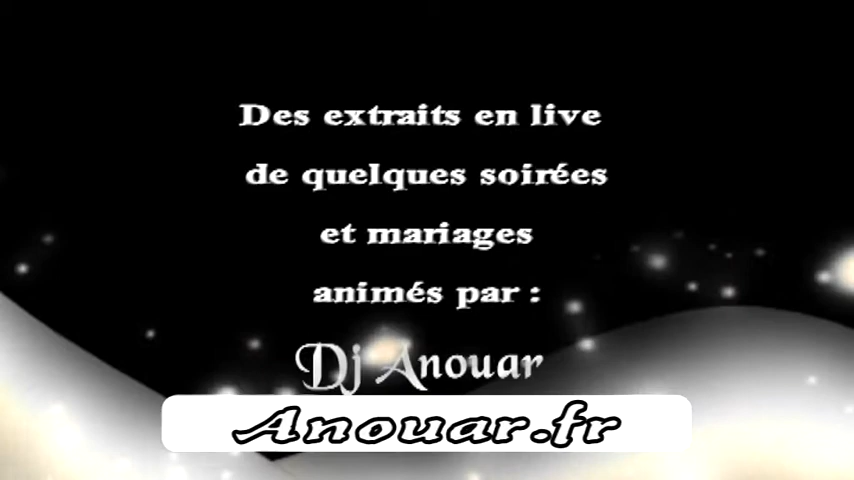 Des extraits en live
de quelques soirées
et mariages
animés par :
Dj Anouar
Anouar.fr